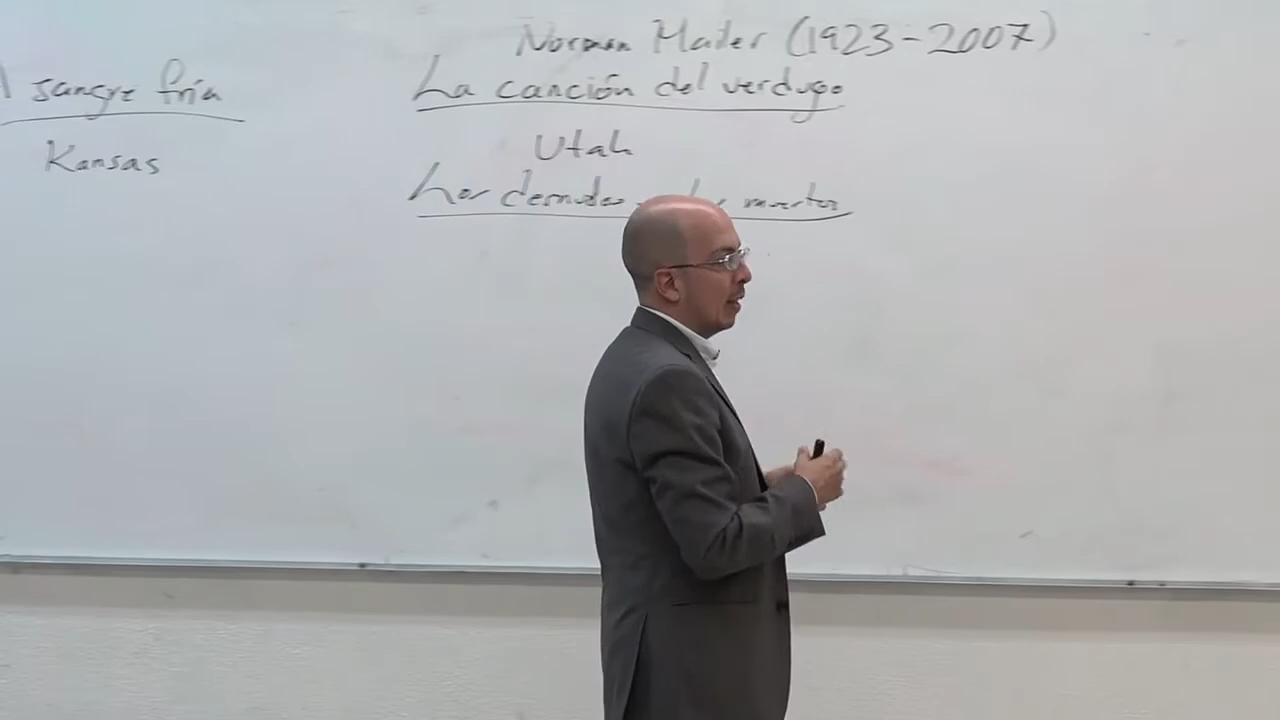 sangre fría
Kansas
Norman Mailer (1923-2007)
La canción del verdugo
Utah
Los desnudos muertos